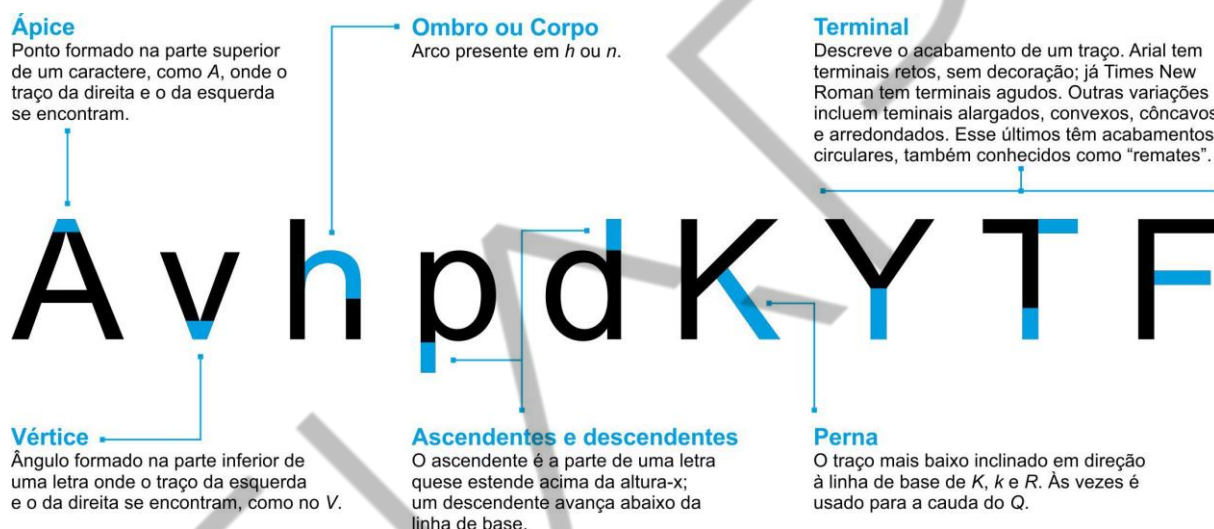 Ápice
Ponto formado na parte superior
de um caractere, como A, onde o
traço da direita e o da esquerda
se encontram.
Ombro ou Corpo
Arco presente em h ou n.
Terminal
Descreve o acabamento de um traço. Arial tem
terminais retos, sem decoração; já Times New
Roman tem terminais agudos. Outras variações
incluem teminais alargados, convexos, côncavos
e arredondados. Esse últimos têm acabamentos
circulares, também conhecidos como “remates”.
A v h p d K Y T F
Vértice
Ângulo formado na parte inferior de
uma letra onde o traço da esquerda
e o da direita se encontram, como no V.
Ascendentes e descendentes
O ascendente é a parte de uma letra
quese estende acima da altura-x;
um descendente avança abaixo da
linha de base.
Perna
O traço mais baixo inclinado em direção
à linha de base de K, k e R. Às vezes é
usado para a cauda do Q.